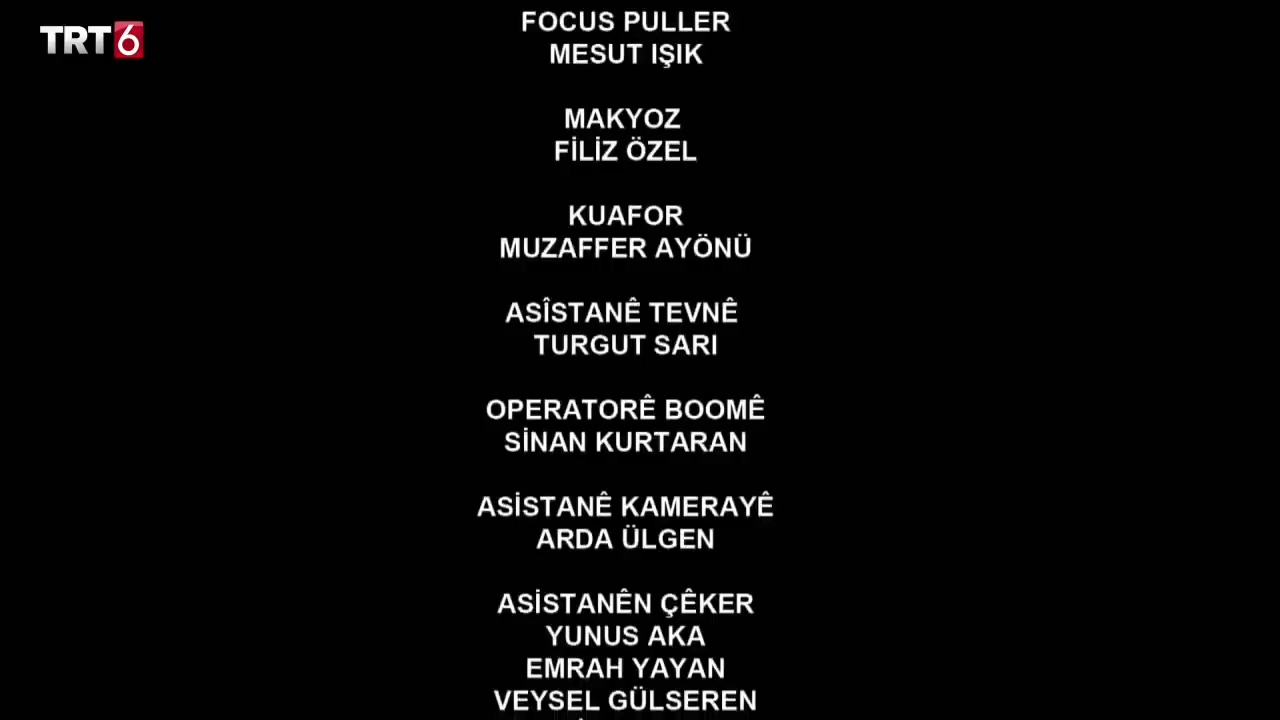 TRT6
FOCUS PULLER
MESUT IŞIK
MAKYOZ
FİLİZ ÖZEL
KUAFOR
MUZAFFER AYÖNÜ
ASÎSTANÊ TEVNÊ
TURGUT SARI
OPERATORÊ BOOMÊ
SİNAN KURTARAN
ASİSTANÊ KAMERAYÊ
ARDA ÜLGEN
ASİSTANÊN ÇÊKER
YUNUS AKA
EMRAH YAYAN
VEYSEL GÜLSEREN